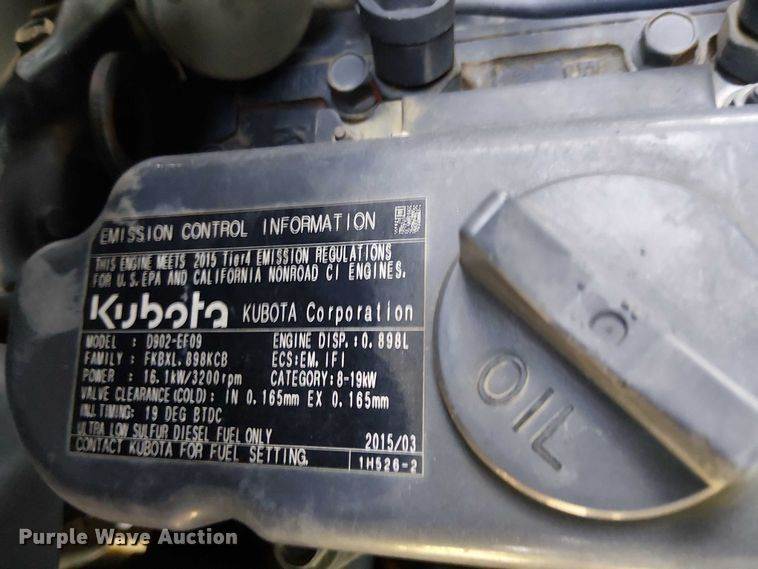 EMISSION CONTROL INFORMATION
THIS ENGINE MEETS 2015 Tier4 EMISSION REGULATIONS
FOR U.S.EPA AND CALIFORNIA NONROAD CI ENGINES.
Kubota KUBOTA Corporation
MODEL : D902-EF09 ENGINE DISP.:0.898L
FAMILY : FKBXL.898KCB ECS:EM,IFI
POWER : 16.1kW/3200rpm CATEGORY:8-19kW
VALVE CLEARANCE(COLD): IN 0.165mm EX 0.165mm
INJ.TIMING: 19 DEG BTDC
ULTRA LOW SULFUR DIESEL FUEL ONLY 2015/03
CONTACT KUBOTA FOR FUEL SETTING. 1H526-2
OIL
Purple Wave Auction